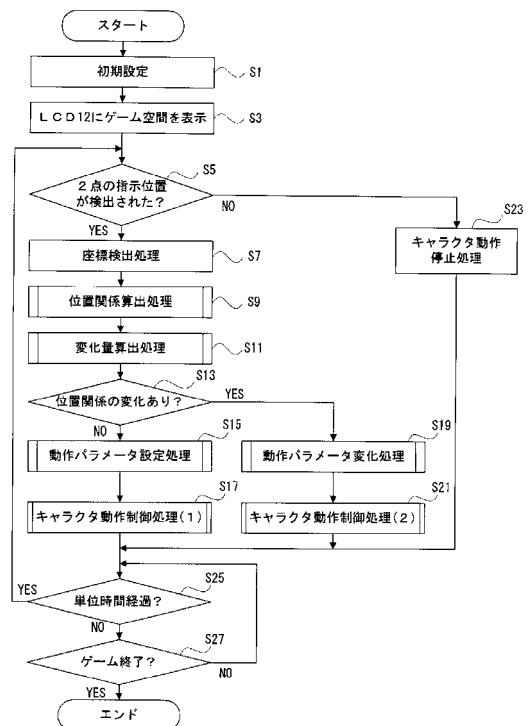 スタート
初期設定
S1
LCD12にゲーム空間を表示
S3
S5
2点の指示位置
が検出された?
NO
YES
S23
キャラクタ動作
停止処理
座標検出処理
S7
位置関係算出処理
S9
変化量算出処理
S11
S13
位置関係の変化あり?
YES
NO
S15
動作パラメータ設定処理
S19
動作パラメータ変化処理
S17
キャラクタ動作制御処理(1)
S21
キャラクタ動作制御処理(2)
S25
YES
単位時間経過?
NO
S27
ゲーム終了?
NO
YES
エンド